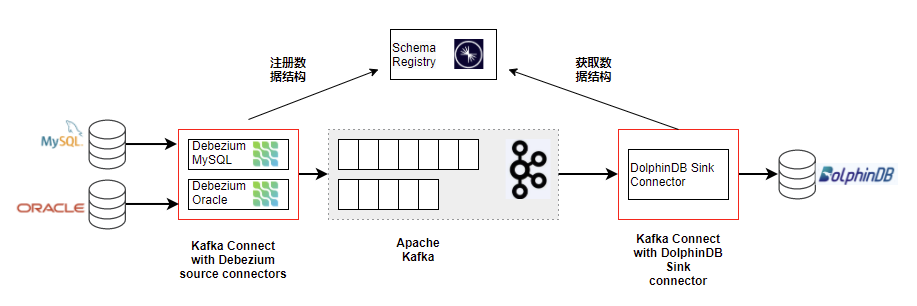 Schema
Registry
注册数
据结构
获取数
据结构
MySQL
ORACLE
Debezium
MySQL
Debezium
Oracle
DolphinDB Sink
Connector
DolphinDB
Kafka Connect
with Debezium
source connectors
Apache
Kafka
Kafka Connect
with DolphinDB
Sink
connector